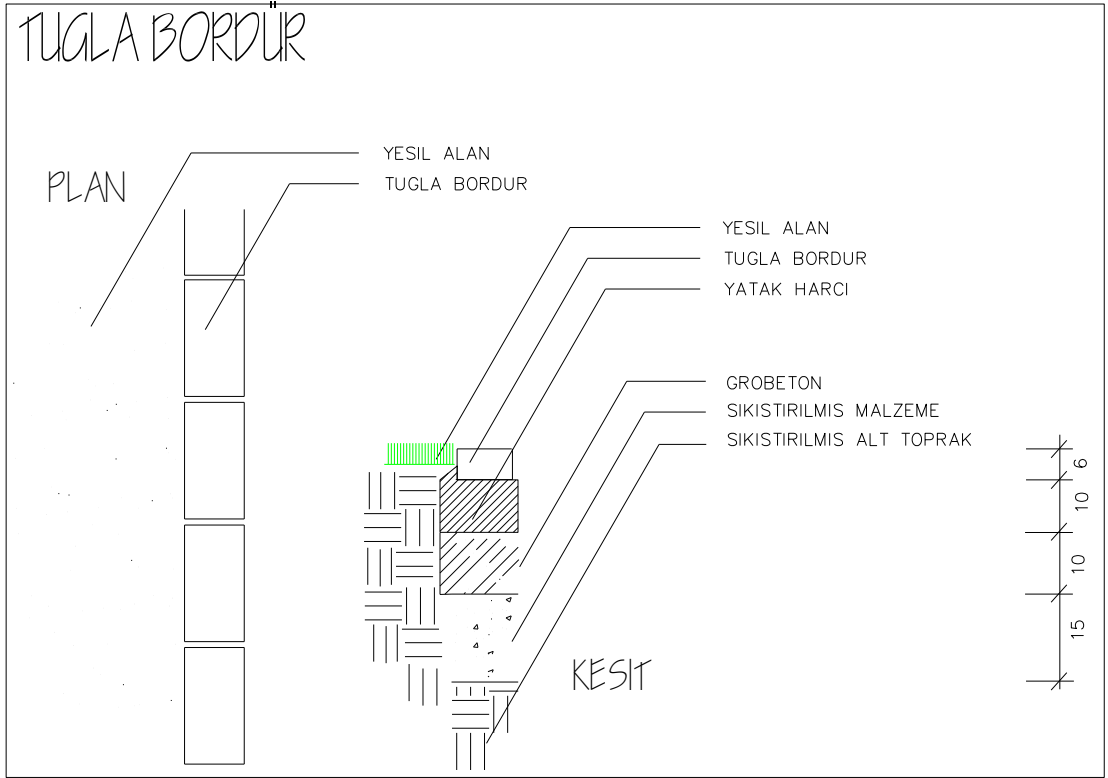 TUGLA BORDÜR
PLAN
YESIL ALAN
TUGLA BORDUR
YESIL ALAN
TUGLA BORDUR
YATAK HARCI
GROBETON
SIKISTIRILMIS MALZEME
SIKISTIRILMIS ALT TOPRAK
6
10
10
15
KESIT